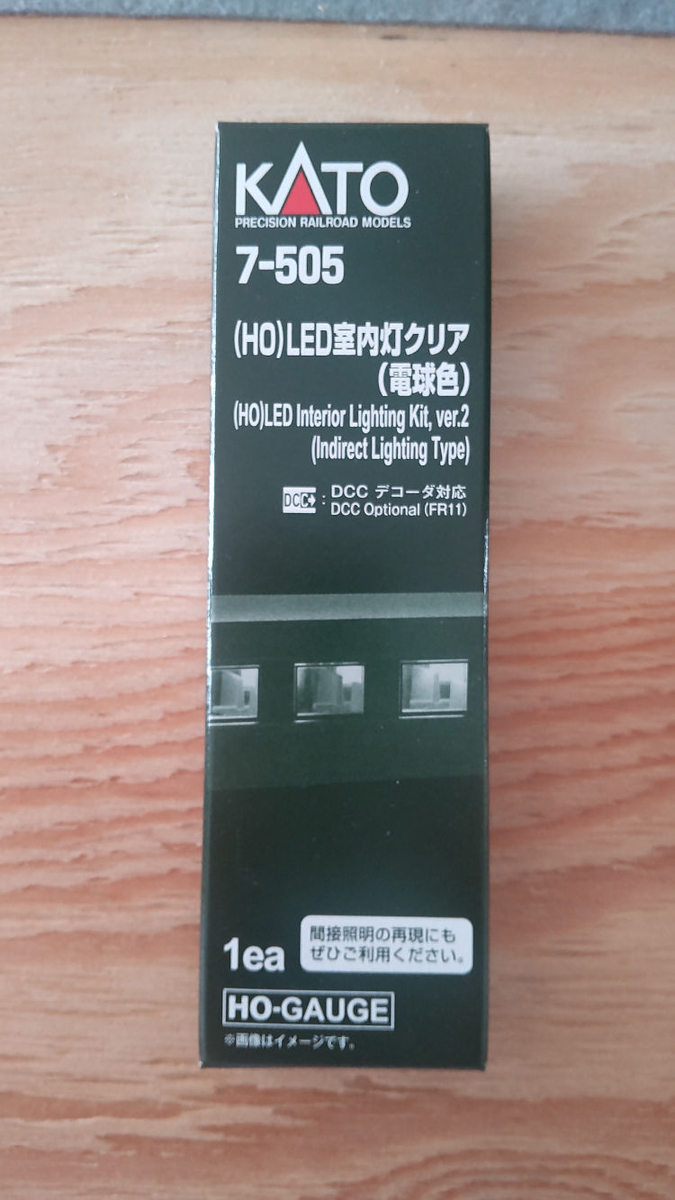 KATO
PRECISION RAILROAD MODELS
7-505
(HO)LED室内灯クリア
(電球色)
(HO)LED Interior Lighting Kit, ver.2
(Indirect Lighting Type)
DCC : DCC デコーダ対応
DCC Optional (FR11)
間接照明の再現にも
ぜひご利用ください。
1ea
HO-GAUGE
※画像はイメージです。